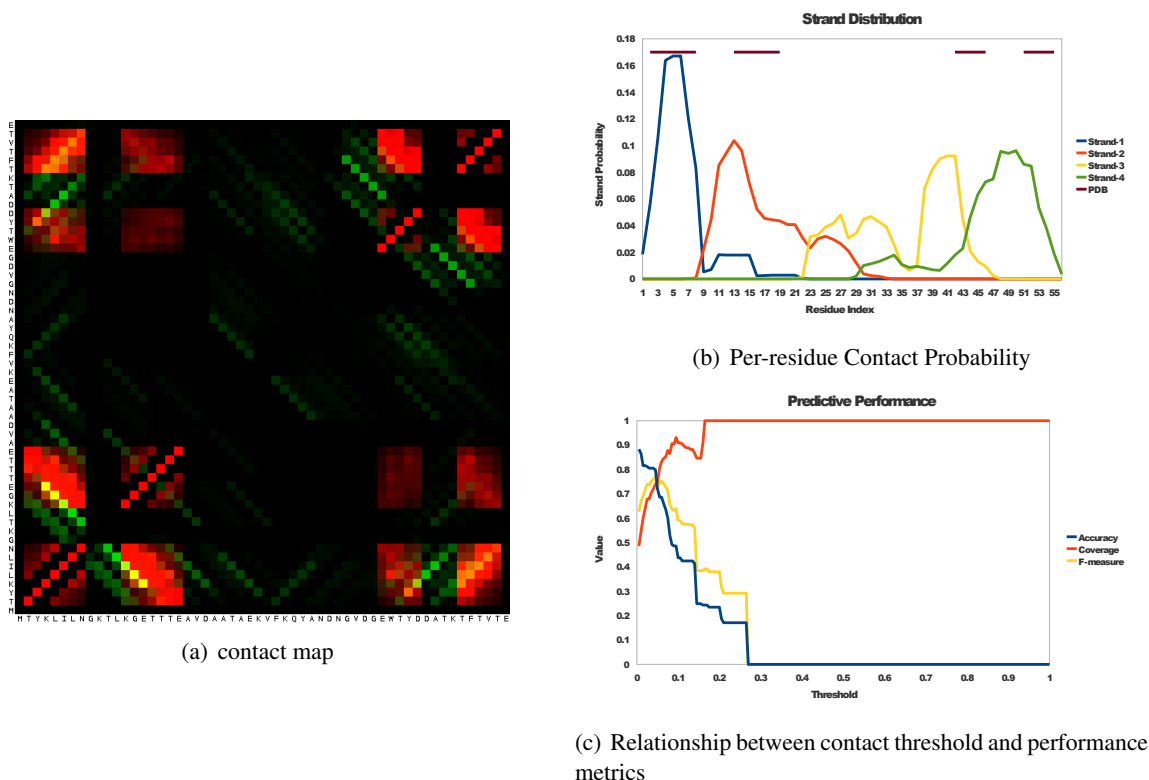 E T V T F T K T A D D Y T W E G D V G N D N A Y Q K F V K E A T A A D V A E T T T E G K L T K G N L I L K Y T M
M T Y K L I L N G K T L K G E T T T E A V D A A T A E K V F K Q Y A N D N G V D G E W T Y D D A T K T F T V T E
(a) contact map
Strand Distribution
0.18
0.16
0.14
0.12
0.1
0.08
0.06
0.04
0.02
0
Strand Probability
1 3 5 7 9 11 13 15 17 19 21 23 25 27 29 31 33 35 37 39 41 43 45 47 49 51 53 55
Residue Index
Strand-1
Strand-2
Strand-3
Strand-4
PDB
(b) Per-residue Contact Probability
Predictive Performance
1
0.9
0.8
0.7
0.6
0.5
0.4
0.3
0.2
0.1
0
Value
0 0.1 0.2 0.3 0.4 0.5 0.6 0.7 0.8 0.9 1
Threshold
Accuracy
Coverage
F-measure
(c) Relationship between contact threshold and performance
metrics